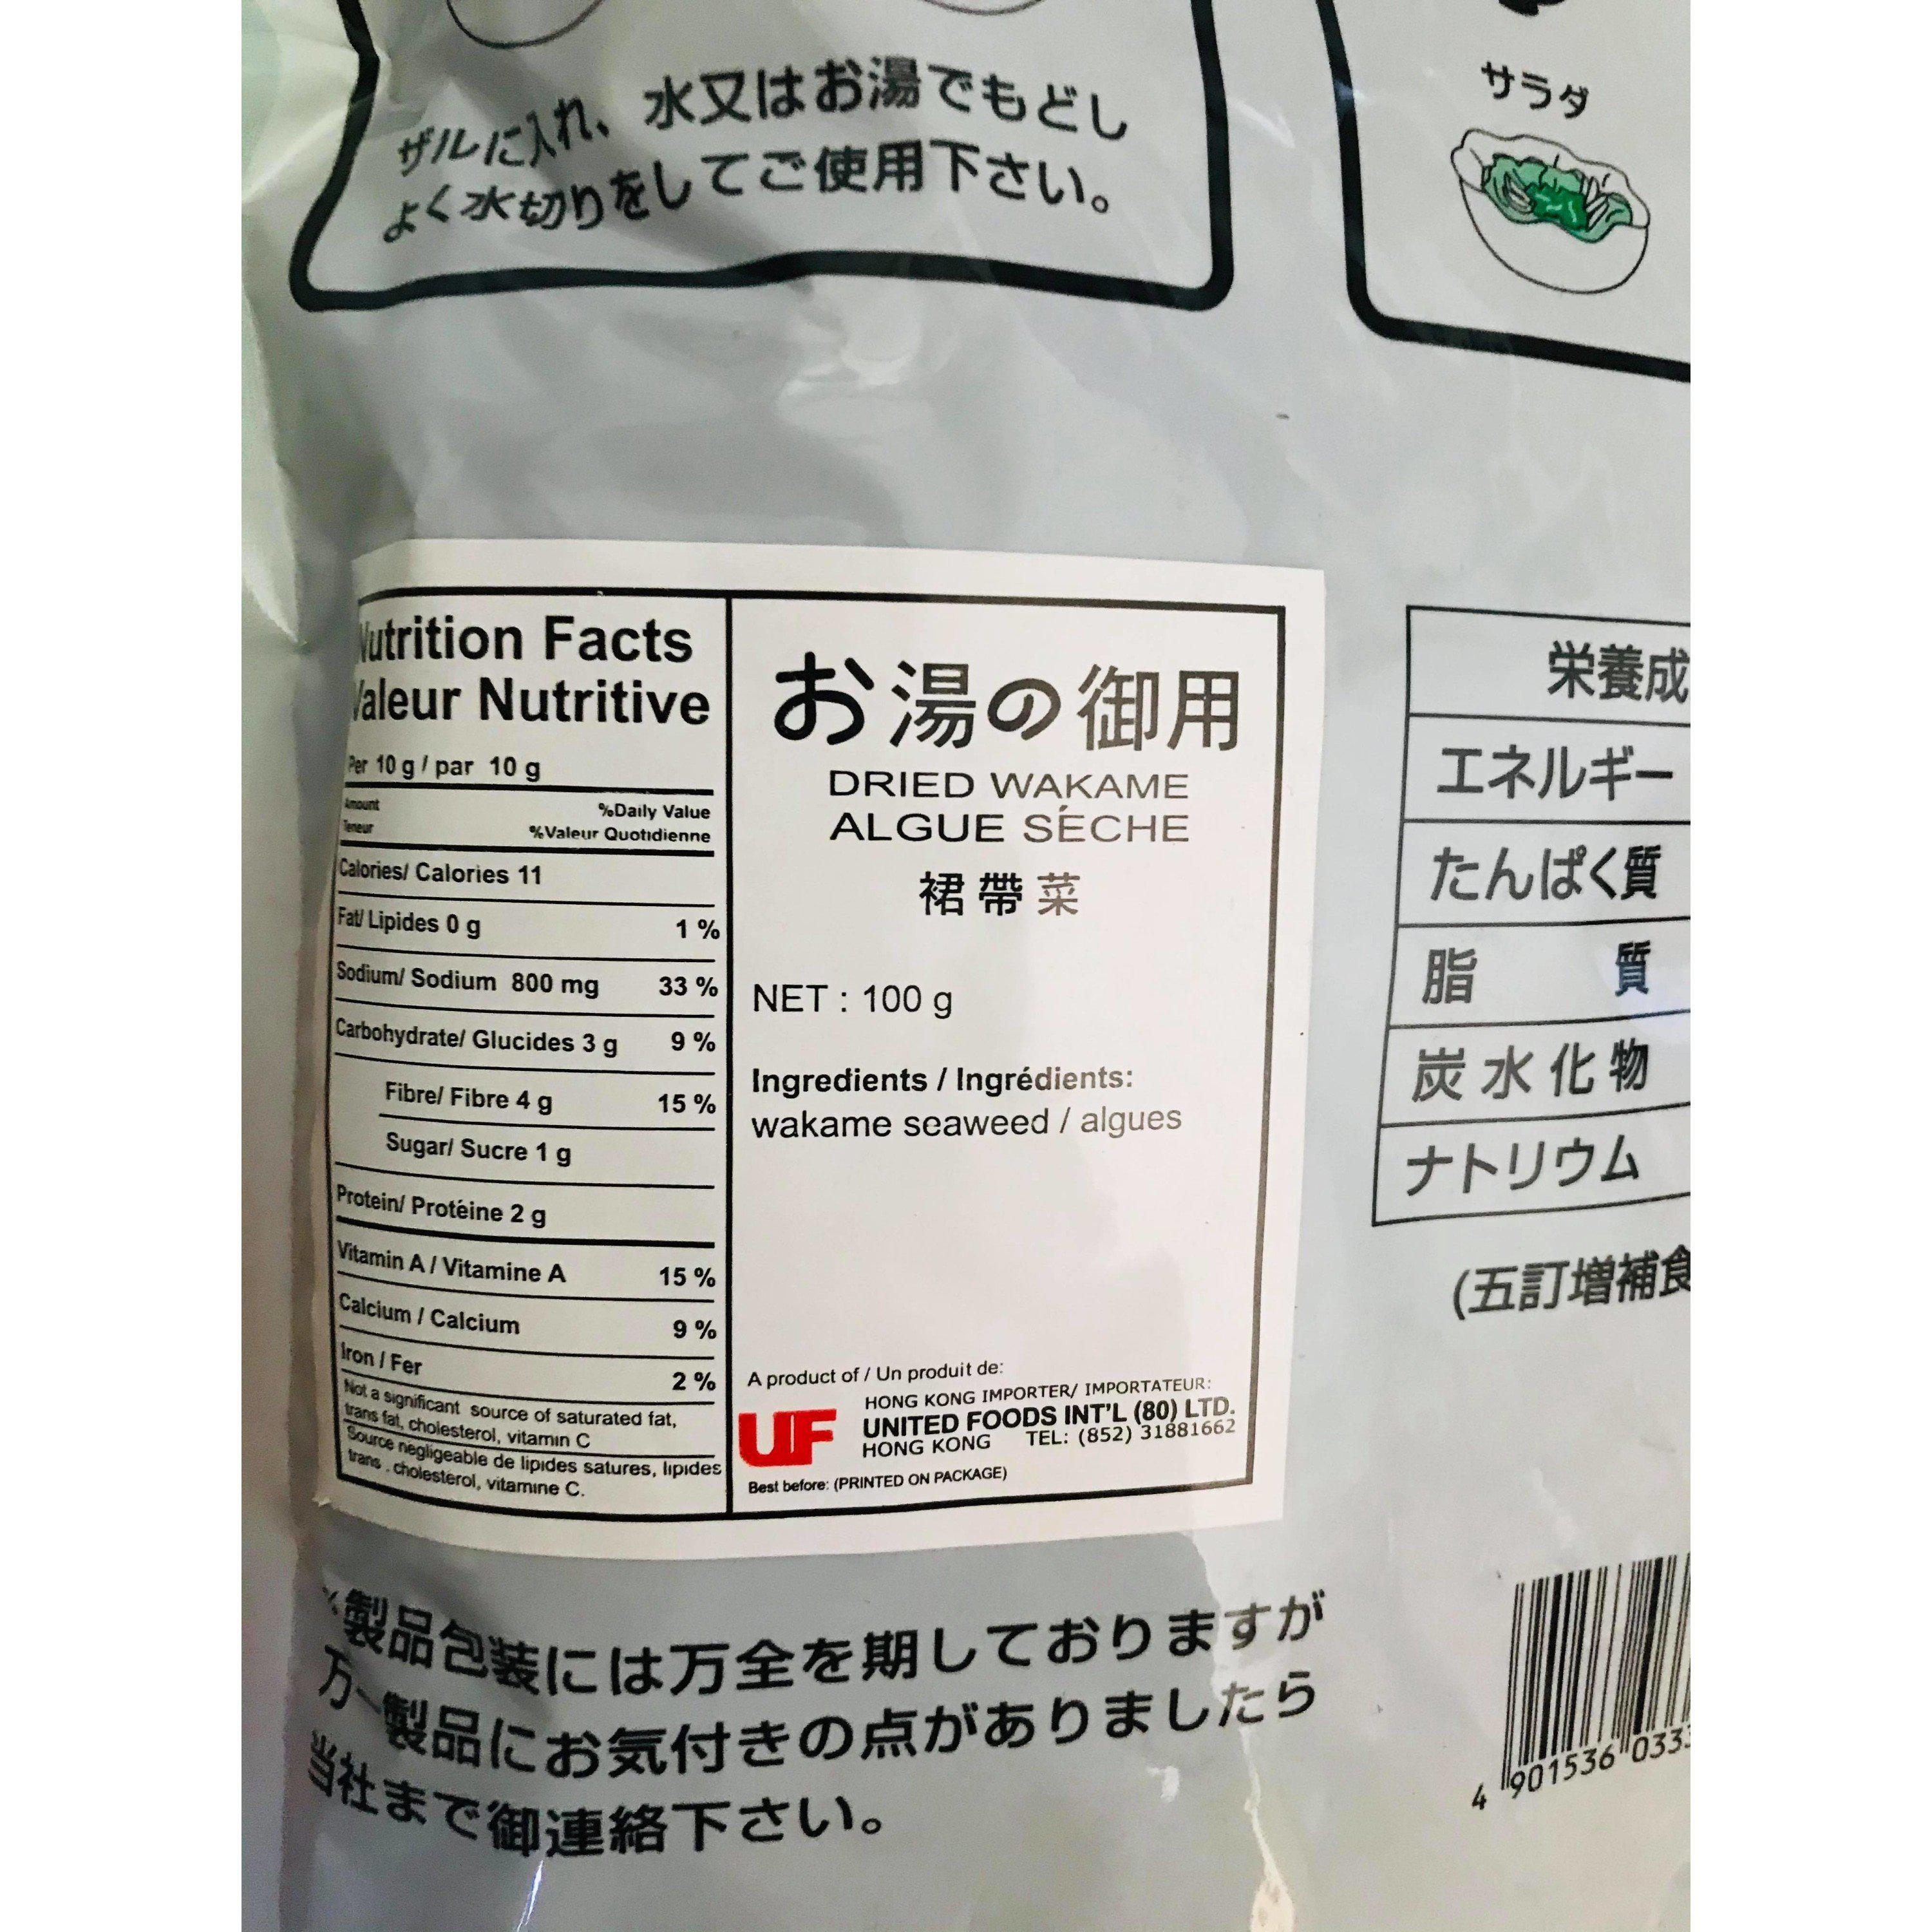 ザルに入れ、水又はお湯でもどし
よく水切りをしてご使用下さい。
サラダ
Nutrition Facts
Valeur Nutritive
Per 10 g / par 10 g
Amount %Daily Value
Teneur %Valeur Quotidienne
Calories/ Calories 11
Fat/ Lipides 0 g 1 %
Sodium/ Sodium 800 mg 33 %
Carbohydrate/ Glucides 3 g 9 %
Fibre/ Fibre 4 g 15 %
Sugar/ Sucre 1 g
Protein/ Protéine 2 g
Vitamin A / Vitamine A 15 %
Calcium / Calcium 9 %
Iron / Fer 2 %
Not a significant source of saturated fat,
trans fat, cholesterol, vitamin C
Source negligeable de lipides satures, lipides
trans . cholesterol, vitamine C.
お湯の御用
DRIED WAKAME
ALGUE SÉCHE
裙帶菜
NET : 100 g
Ingredients / Ingrédients:
wakame seaweed / algues
A product of / Un produit de:
HONG KONG IMPORTER/ IMPORTATEUR:
UF UNITED FOODS INT'L (80) LTD.
HONG KONG TEL: (852) 31881662
Best before: (PRINTED ON PACKAGE)
栄養成
エネルギー
たんぱく質
脂質
炭水化物
ナトリウム
(五訂増補食
※製品包装には万全を期しておりますが
万一製品にお気付きの点がありましたら
当社まで御連絡下さい。
4 901536 033